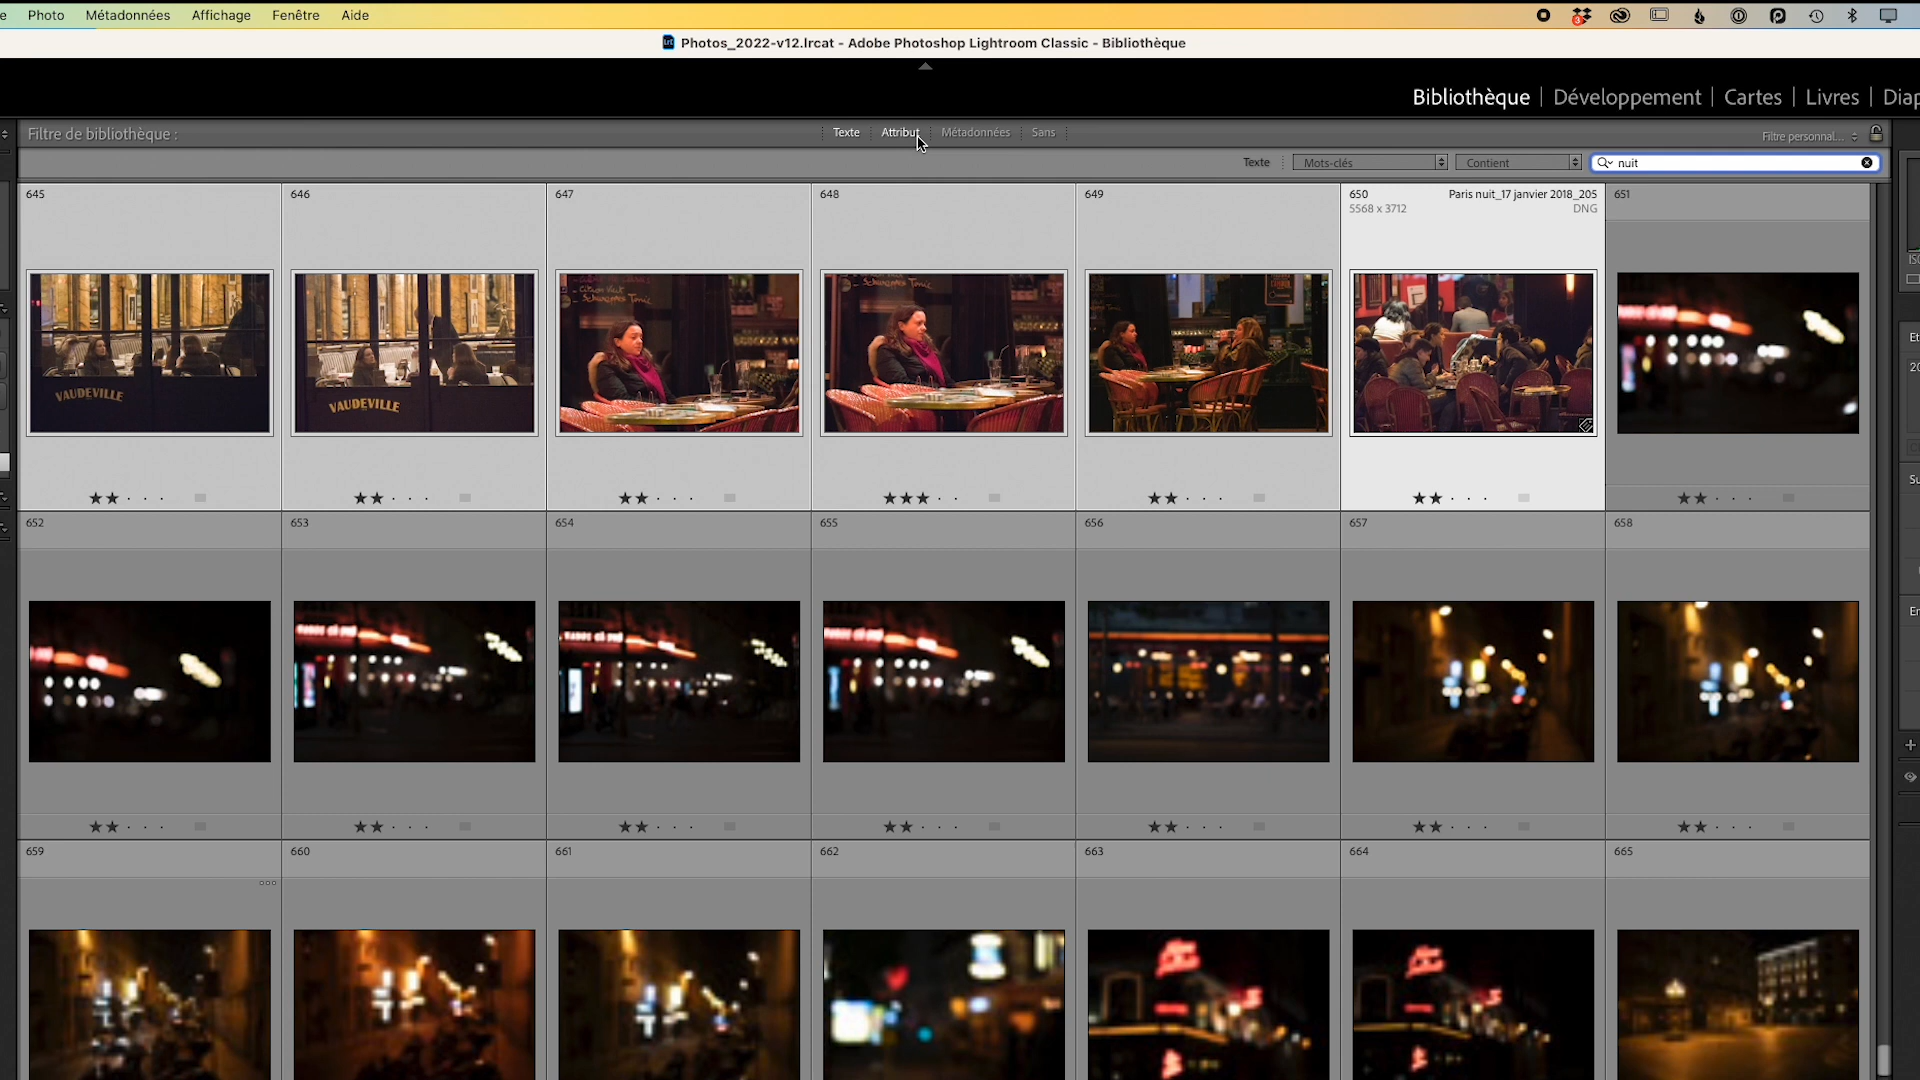 Photo Métadonnées Affichage Fenêtre Aide
3
Photos_2022-v12.lrcat - Adobe Photoshop Lightroom Classic - Bibliothèque
Bibliothèque | Développement | Cartes | Livres | Diap
Filtre de bibliothèque : Texte Attribut Métadonnées Sans Filtre personnal...
Texte Mots-clés Contient nuit
645 646 647 648 649 650 Paris nuit_17 janvier 2018_205 651
5568 x 3712 DNG
VAUDEVILLE VAUDEVILLE
652 653 654 655 656 657 658
659 660 661 662 663 664 665